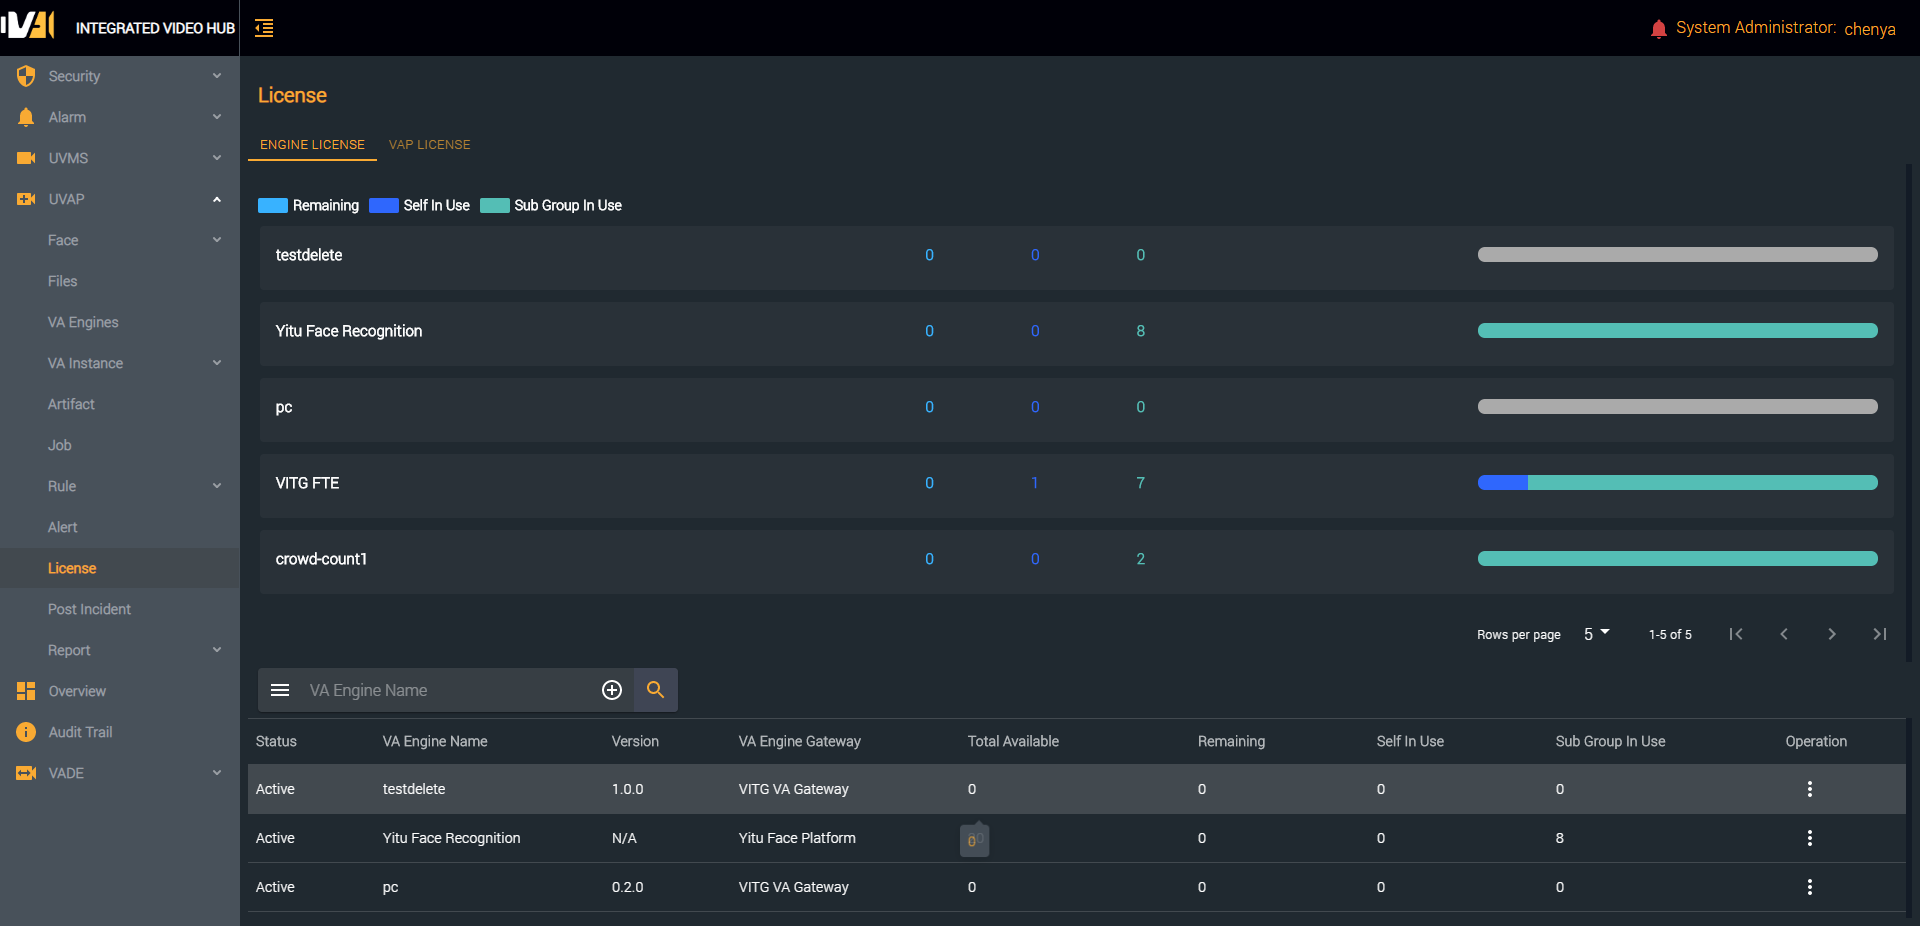 IVH INTEGRATED VIDEO HUB
System Administrator: chenya
Security
Alarm
UVMS
UVAP
Face
Files
VA Engines
VA Instance
Artifact
Job
Rule
Alert
License
Post Incident
Report
Overview
Audit Trail
VADE
License
ENGINE LICENSE VAP LICENSE
Remaining Self In Use Sub Group In Use
testdelete 0 0 0
Yitu Face Recognition 0 0 8
pc 0 0 0
VITG FTE 0 1 7
crowd-count1 0 0 2
Rows per page 5 1-5 of 5
VA Engine Name
Status VA Engine Name Version VA Engine Gateway Total Available Remaining Self In Use Sub Group In Use Operation
Active testdelete 1.0.0 VITG VA Gateway 0 0 0 0
Active Yitu Face Recognition N/A Yitu Face Platform 0 0 8
Active pc 0.2.0 VITG VA Gateway 0 0 0 0